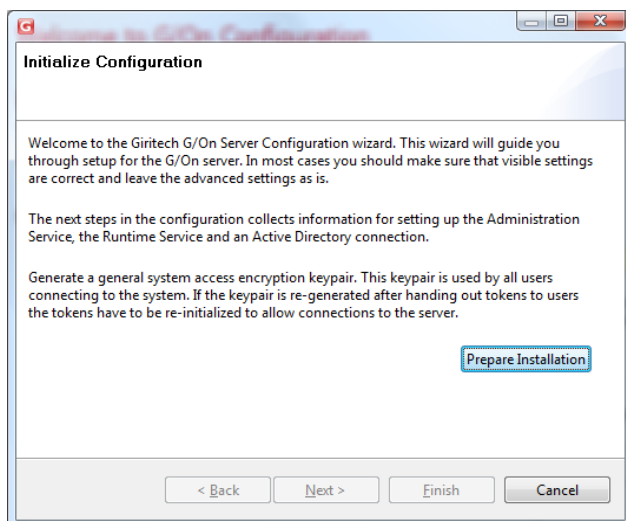 G
Welcome to G/On Configuration
Initialize Configuration
Welcome to the Giritech G/On Server Configuration wizard. This wizard will guide you
through setup for the G/On server. In most cases you should make sure that visible settings
are correct and leave the advanced settings as is.
The next steps in the configuration collects information for setting up the Administration
Service, the Runtime Service and an Active Directory connection.
Generate a general system access encryption keypair. This keypair is used by all users
connecting to the system. If the keypair is re-generated after handing out tokens to users
the tokens have to be re-initialized to allow connections to the server.
Prepare Installation
< Back Next > Finish Cancel